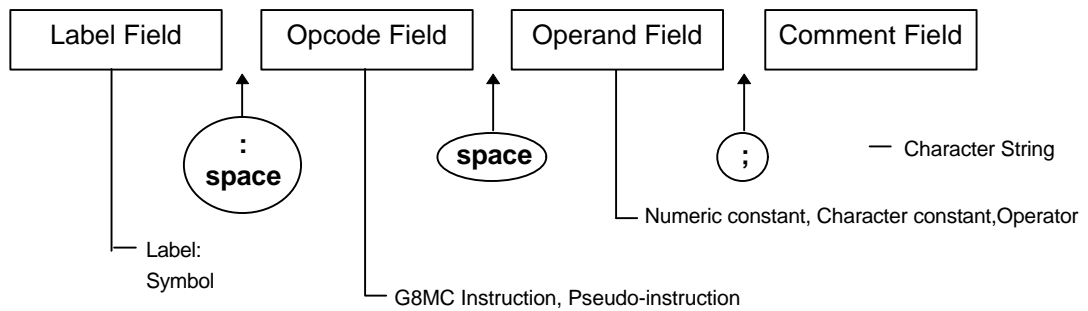 Label Field Opcode Field Operand Field Comment Field
:
space
space
;
Character String
Numeric constant, Character constant,Operator
Label:
Symbol
G8MC Instruction, Pseudo-instruction